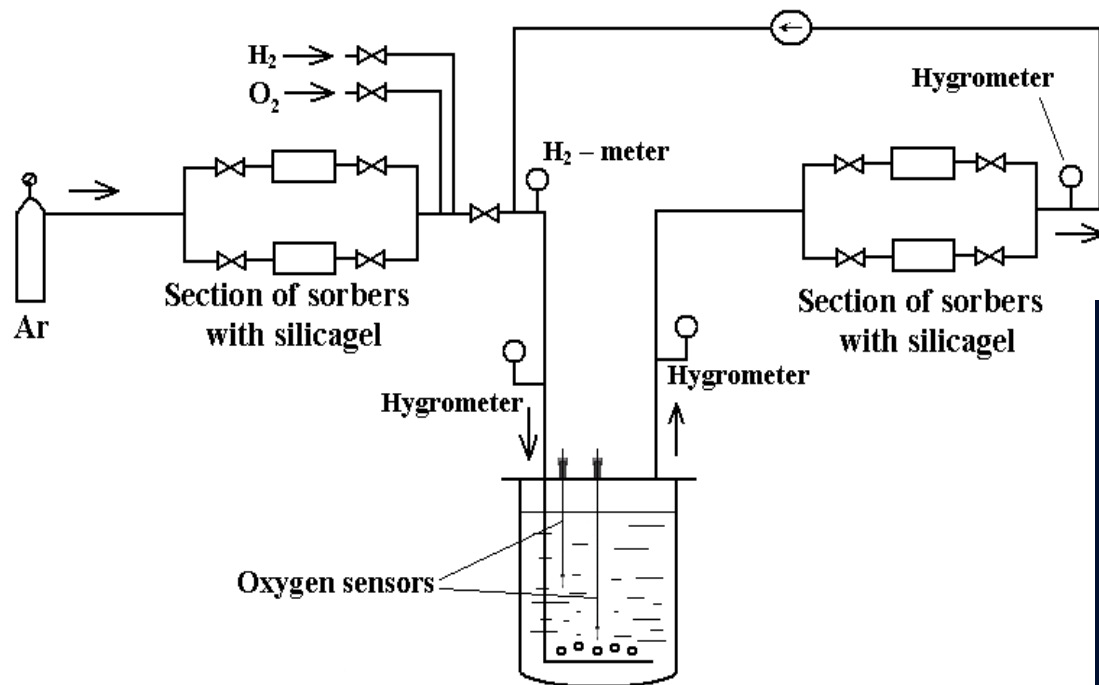 H₂
O₂
Hygrometer
H₂ – meter
Ar
Section of sorbers
with silicagel
Section of sorbers
with silicagel
Hygrometer
Hygrometer
Oxygen sensors